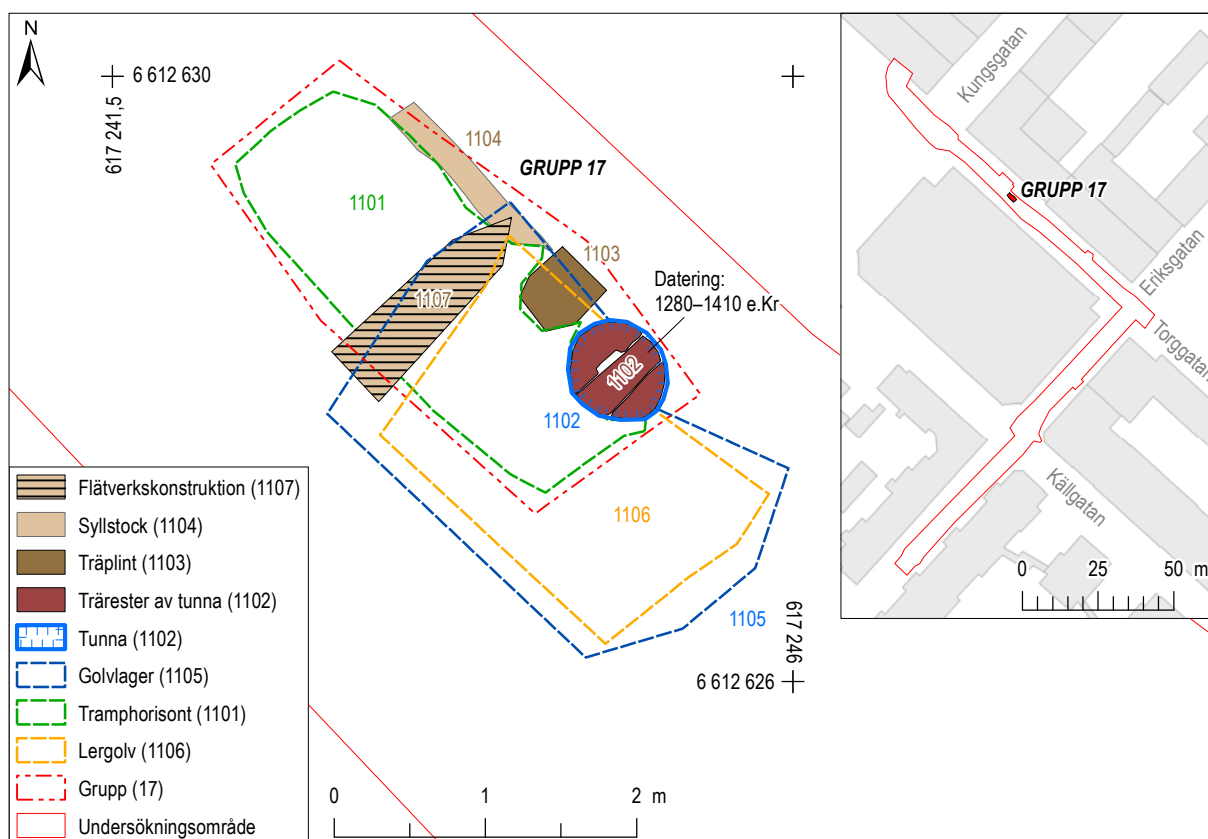 N
6 612 630
617 241,5
1104
GRUPP 17
1101
1103
Datering:
1280–1410 e.Kr
1107
1102
1102
1106
1105
617 246
6 612 626
Flätverkskonstruktion (1107)
Syllstock (1104)
Träplint (1103)
Trärester av tunna (1102)
Tunna (1102)
Golvlager (1105)
Tramphorisont (1101)
Lergolv (1106)
Grupp (17)
Undersökningsområde
0 1 2 m
Kungsgatan
GRUPP 17
Eriksgatan
Torggatan
Källgatan
0 25 50 m